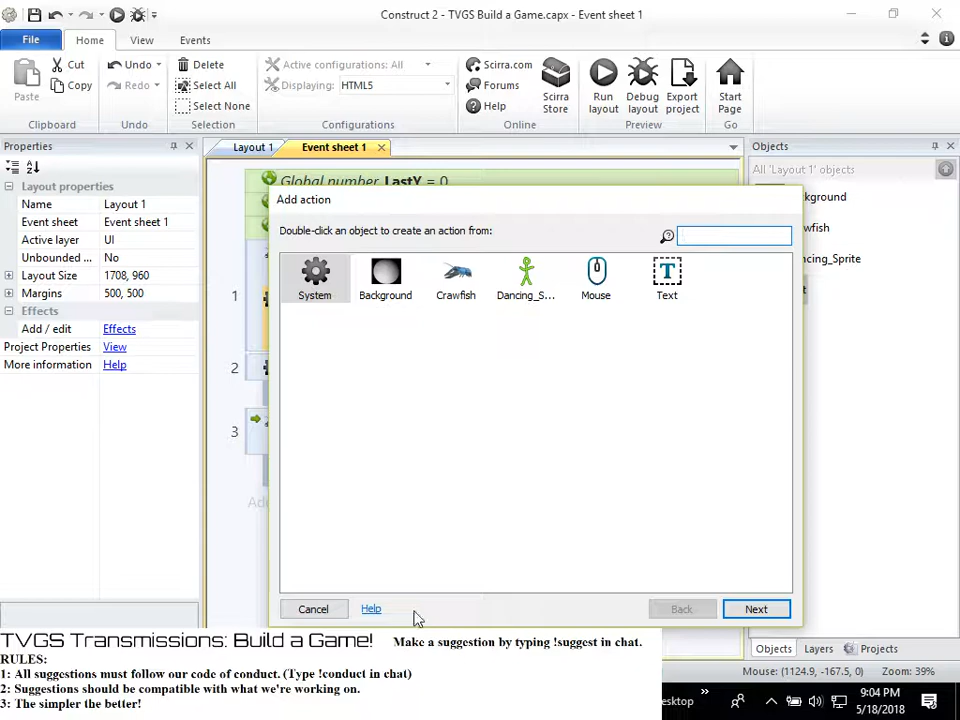 Construct 2 - TVGS Build a Game.capx - Event sheet 1
File Home View Events
Paste Cut Copy
Clipboard
Undo Redo
Undo
Delete
Select All
Select None
Selection
Active configurations: All
Displaying: HTML5
Configurations
Scirra.com
Forums
Help
Scirra Store
Online
Run layout
Debug layout
Export project
Preview
Start Page
Go
Properties
Layout 1 Event sheet 1
Objects
Layout properties
Name Layout 1
Event sheet Event sheet 1
Active layer UI
Unbounded ... No
Layout Size 1708, 960
Margins 500, 500
Effects
Add / edit Effects
Project Properties View
More information Help
Global number LastY = 0
1
2
3
Add action
Double-click an object to create an action from:
System Background Crawfish Dancing_S... Mouse Text
Cancel Help Back Next
All 'Layout 1' objects
Objects Layers Projects
Mouse: (1124.9, -167.5, 0) Zoom: 39%
TVGS Transmissions: Build a Game! Make a suggestion by typing !suggest in chat.
RULES:
1: All suggestions must follow our code of conduct. (Type !conduct in chat)
2: Suggestions should be compatible with what we're working on.
3: The simpler the better!
9:04 PM
5/18/2018